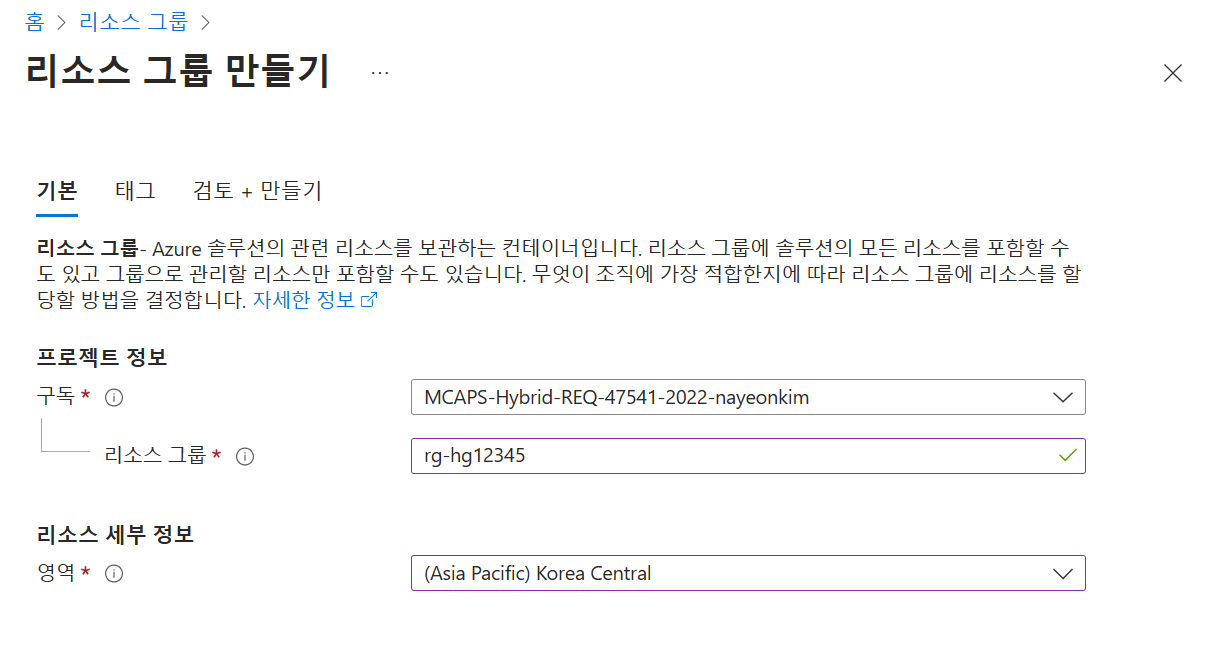 홈 > 리소스 그룹 >
리소스 그룹 만들기 ...
기본 태그 검토 + 만들기
리소스 그룹- Azure 솔루션의 관련 리소스를 보관하는 컨테이너입니다. 리소스 그룹에 솔루션의 모든 리소스를 포함할 수
도 있고 그룹으로 관리할 리소스만 포함할 수도 있습니다. 무엇이 조직에 가장 적합한지에 따라 리소스 그룹에 리소스를 할
당할 방법을 결정합니다. 자세한 정보
프로젝트 정보
구독 * MCAPS-Hybrid-REQ-47541-2022-nayeonkim
리소스 그룹 * rg-hg12345
리소스 세부 정보
영역 * (Asia Pacific) Korea Central